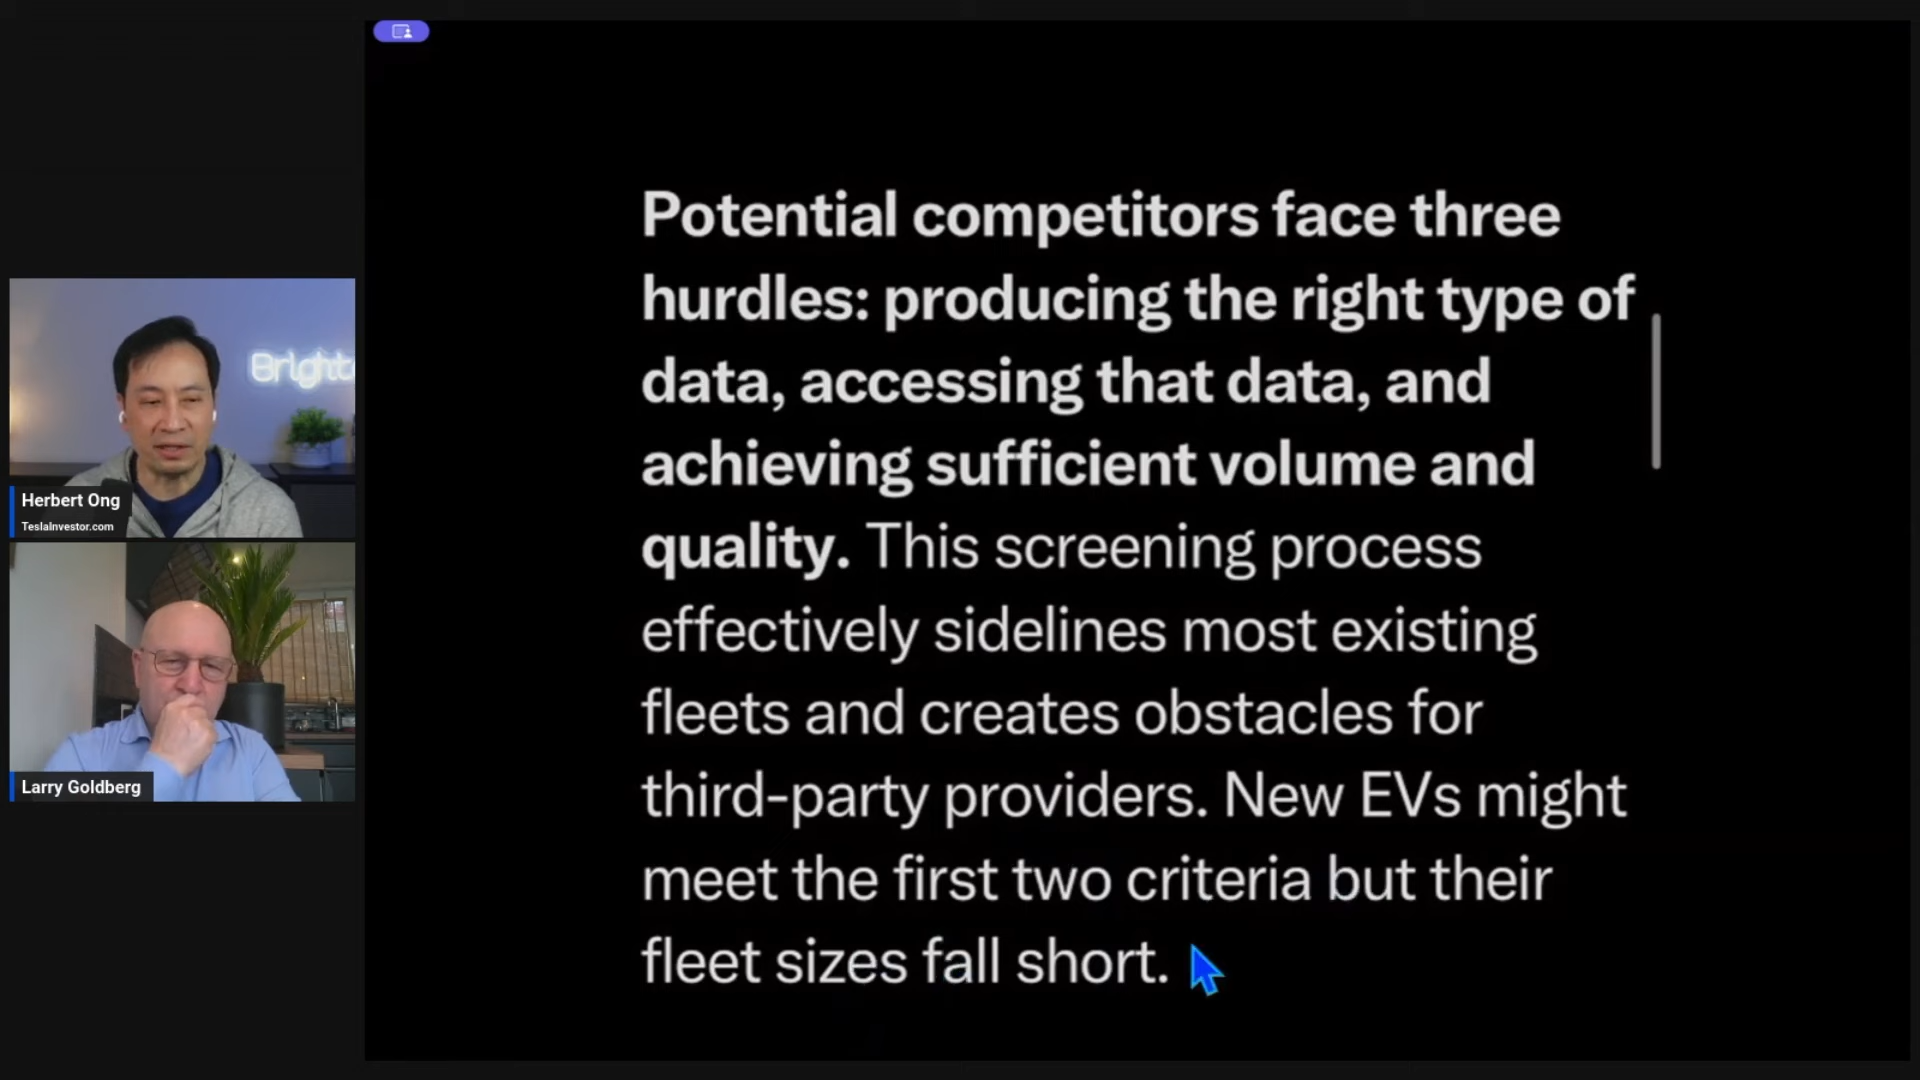 Potential competitors face three
hurdles: producing the right type of
data, accessing that data, and
achieving sufficient volume and
quality. This screening process
effectively sidelines most existing
fleets and creates obstacles for
third-party providers. New EVs might
meet the first two criteria but their
fleet sizes fall short.
Herbert Ong
TeslaInvestor.com
Larry Goldberg